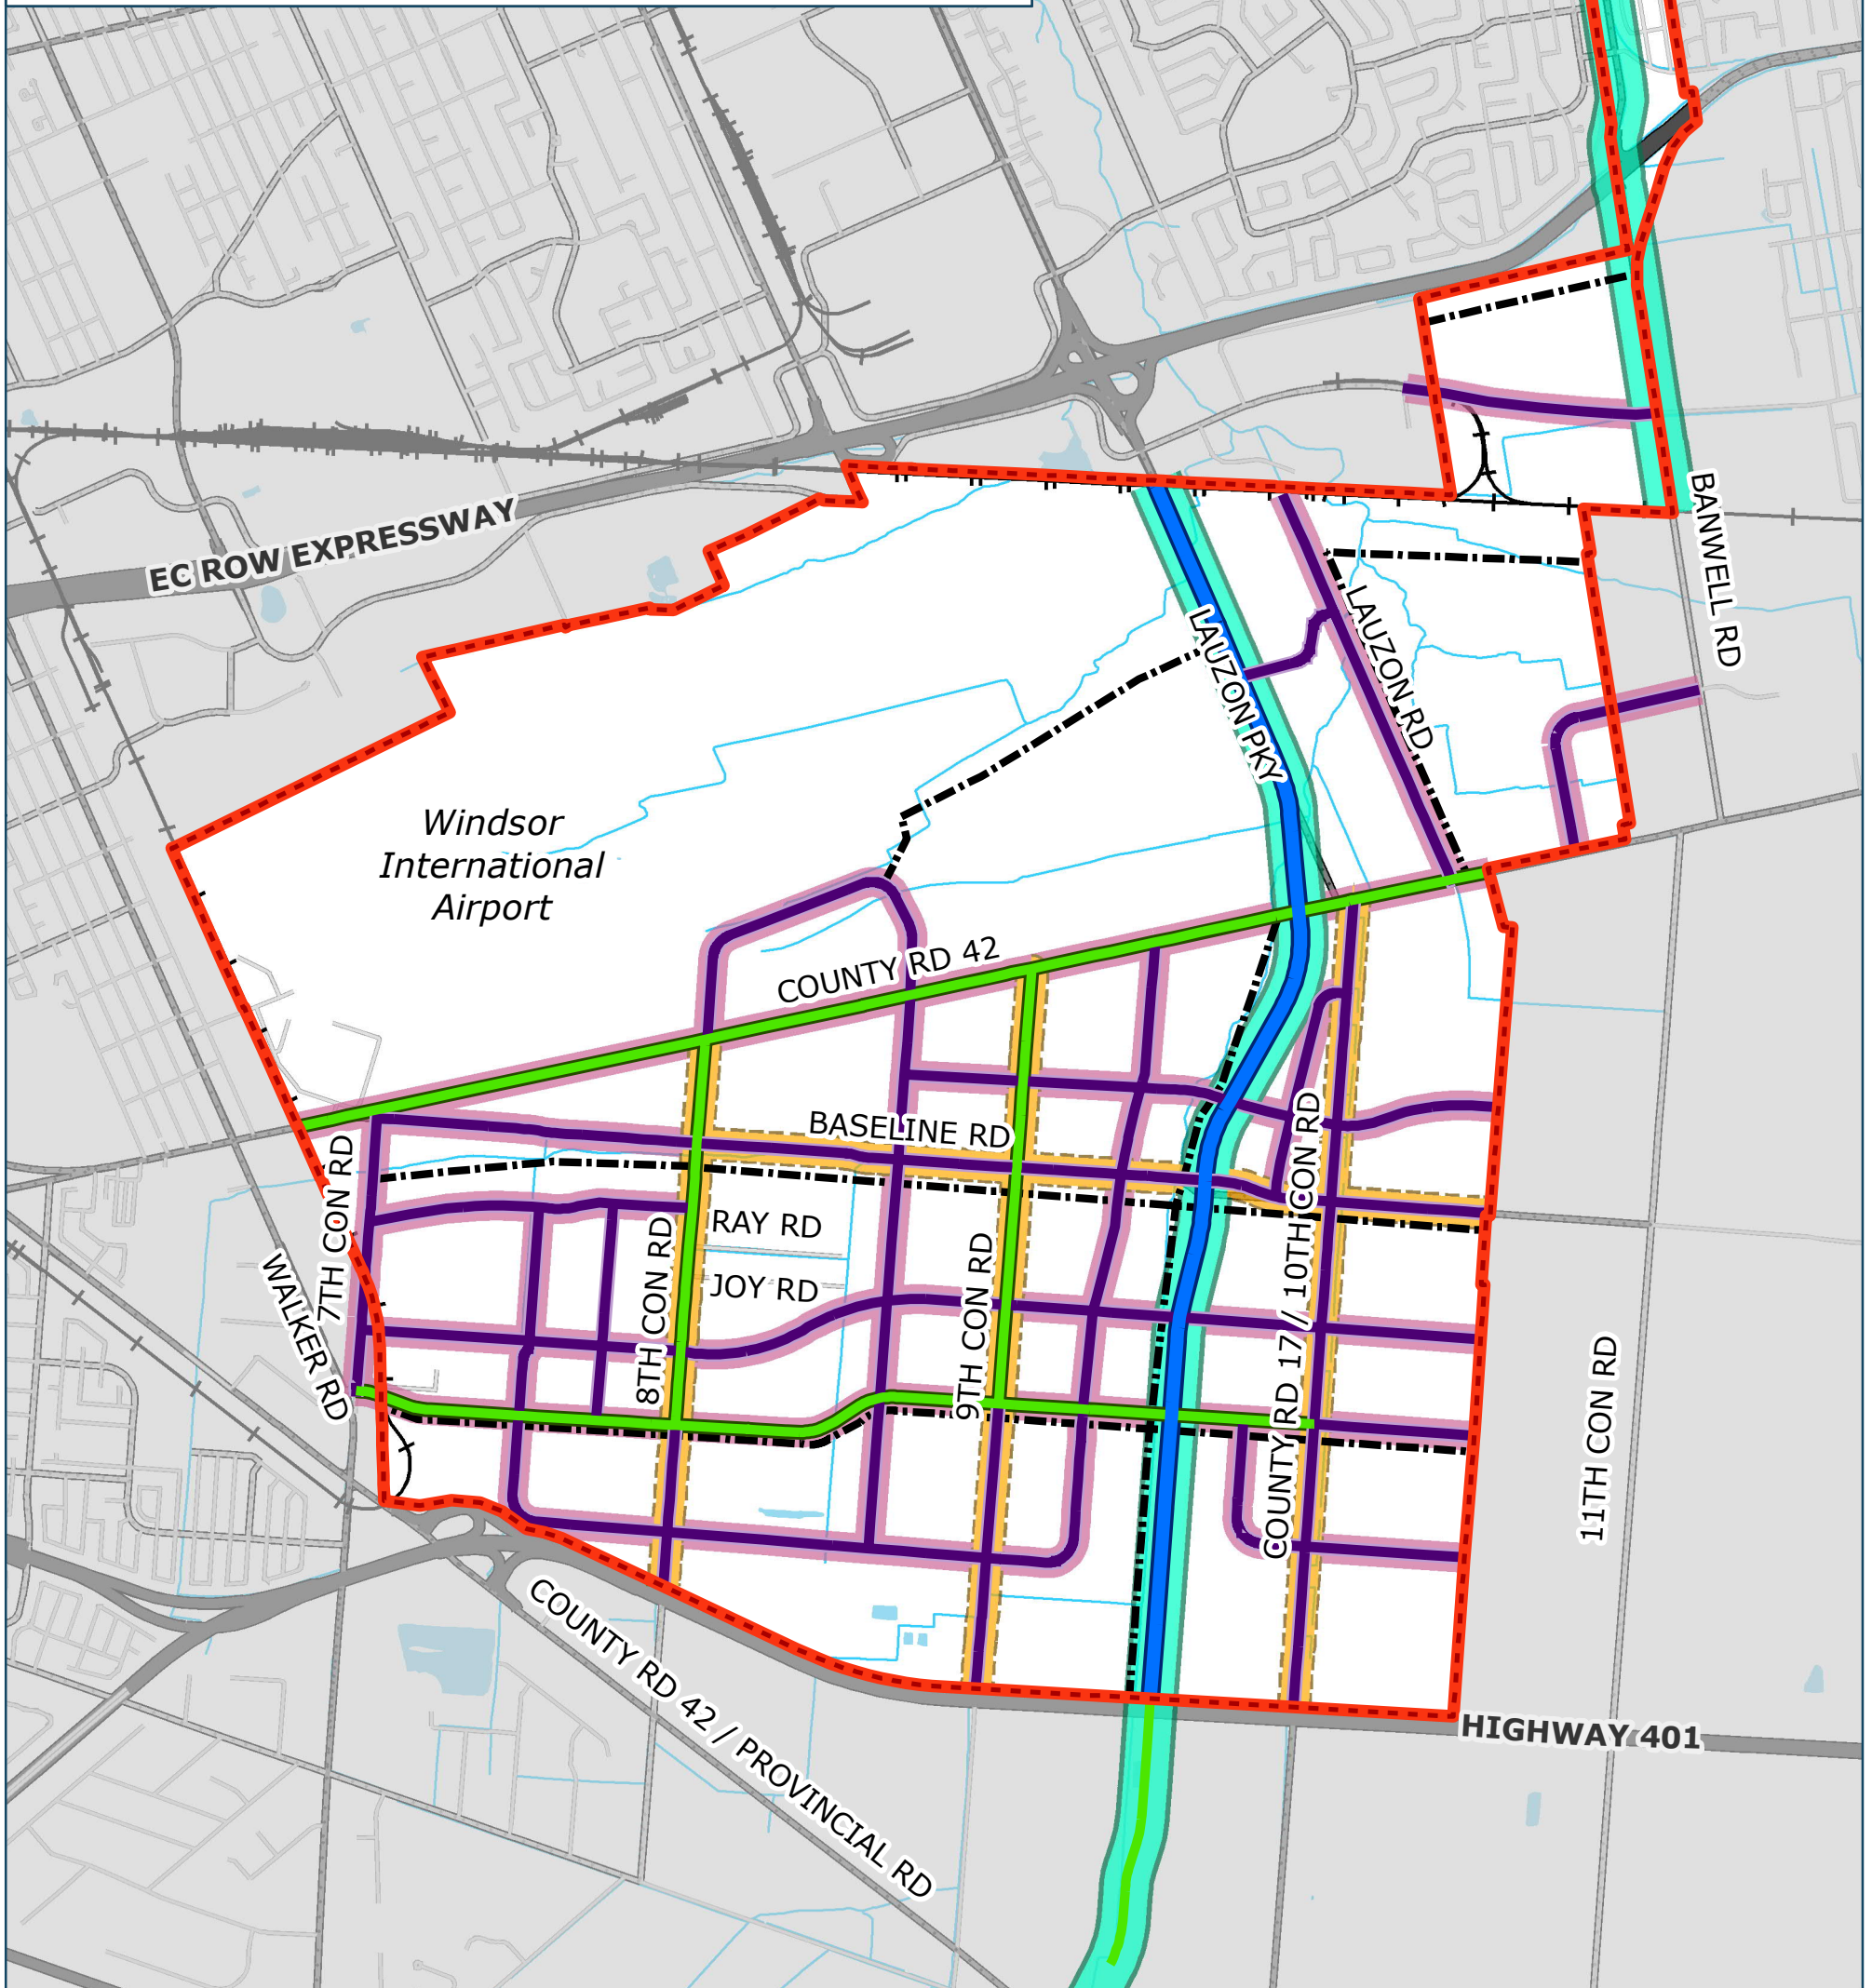 EC ROW EXPRESSWAY
BANWELL RD
LAUZON PKY
LAUZON RD
Windsor
International
Airport
COUNTY RD 42
BASELINE RD
7TH CON RD
RAY RD
JOY RD
8TH CON RD
9TH CON RD
COUNTY RD 17 / 10TH CON RD
WALKER RD
11TH CON RD
COUNTY RD 42 / PROVINCIAL RD
HIGHWAY 401